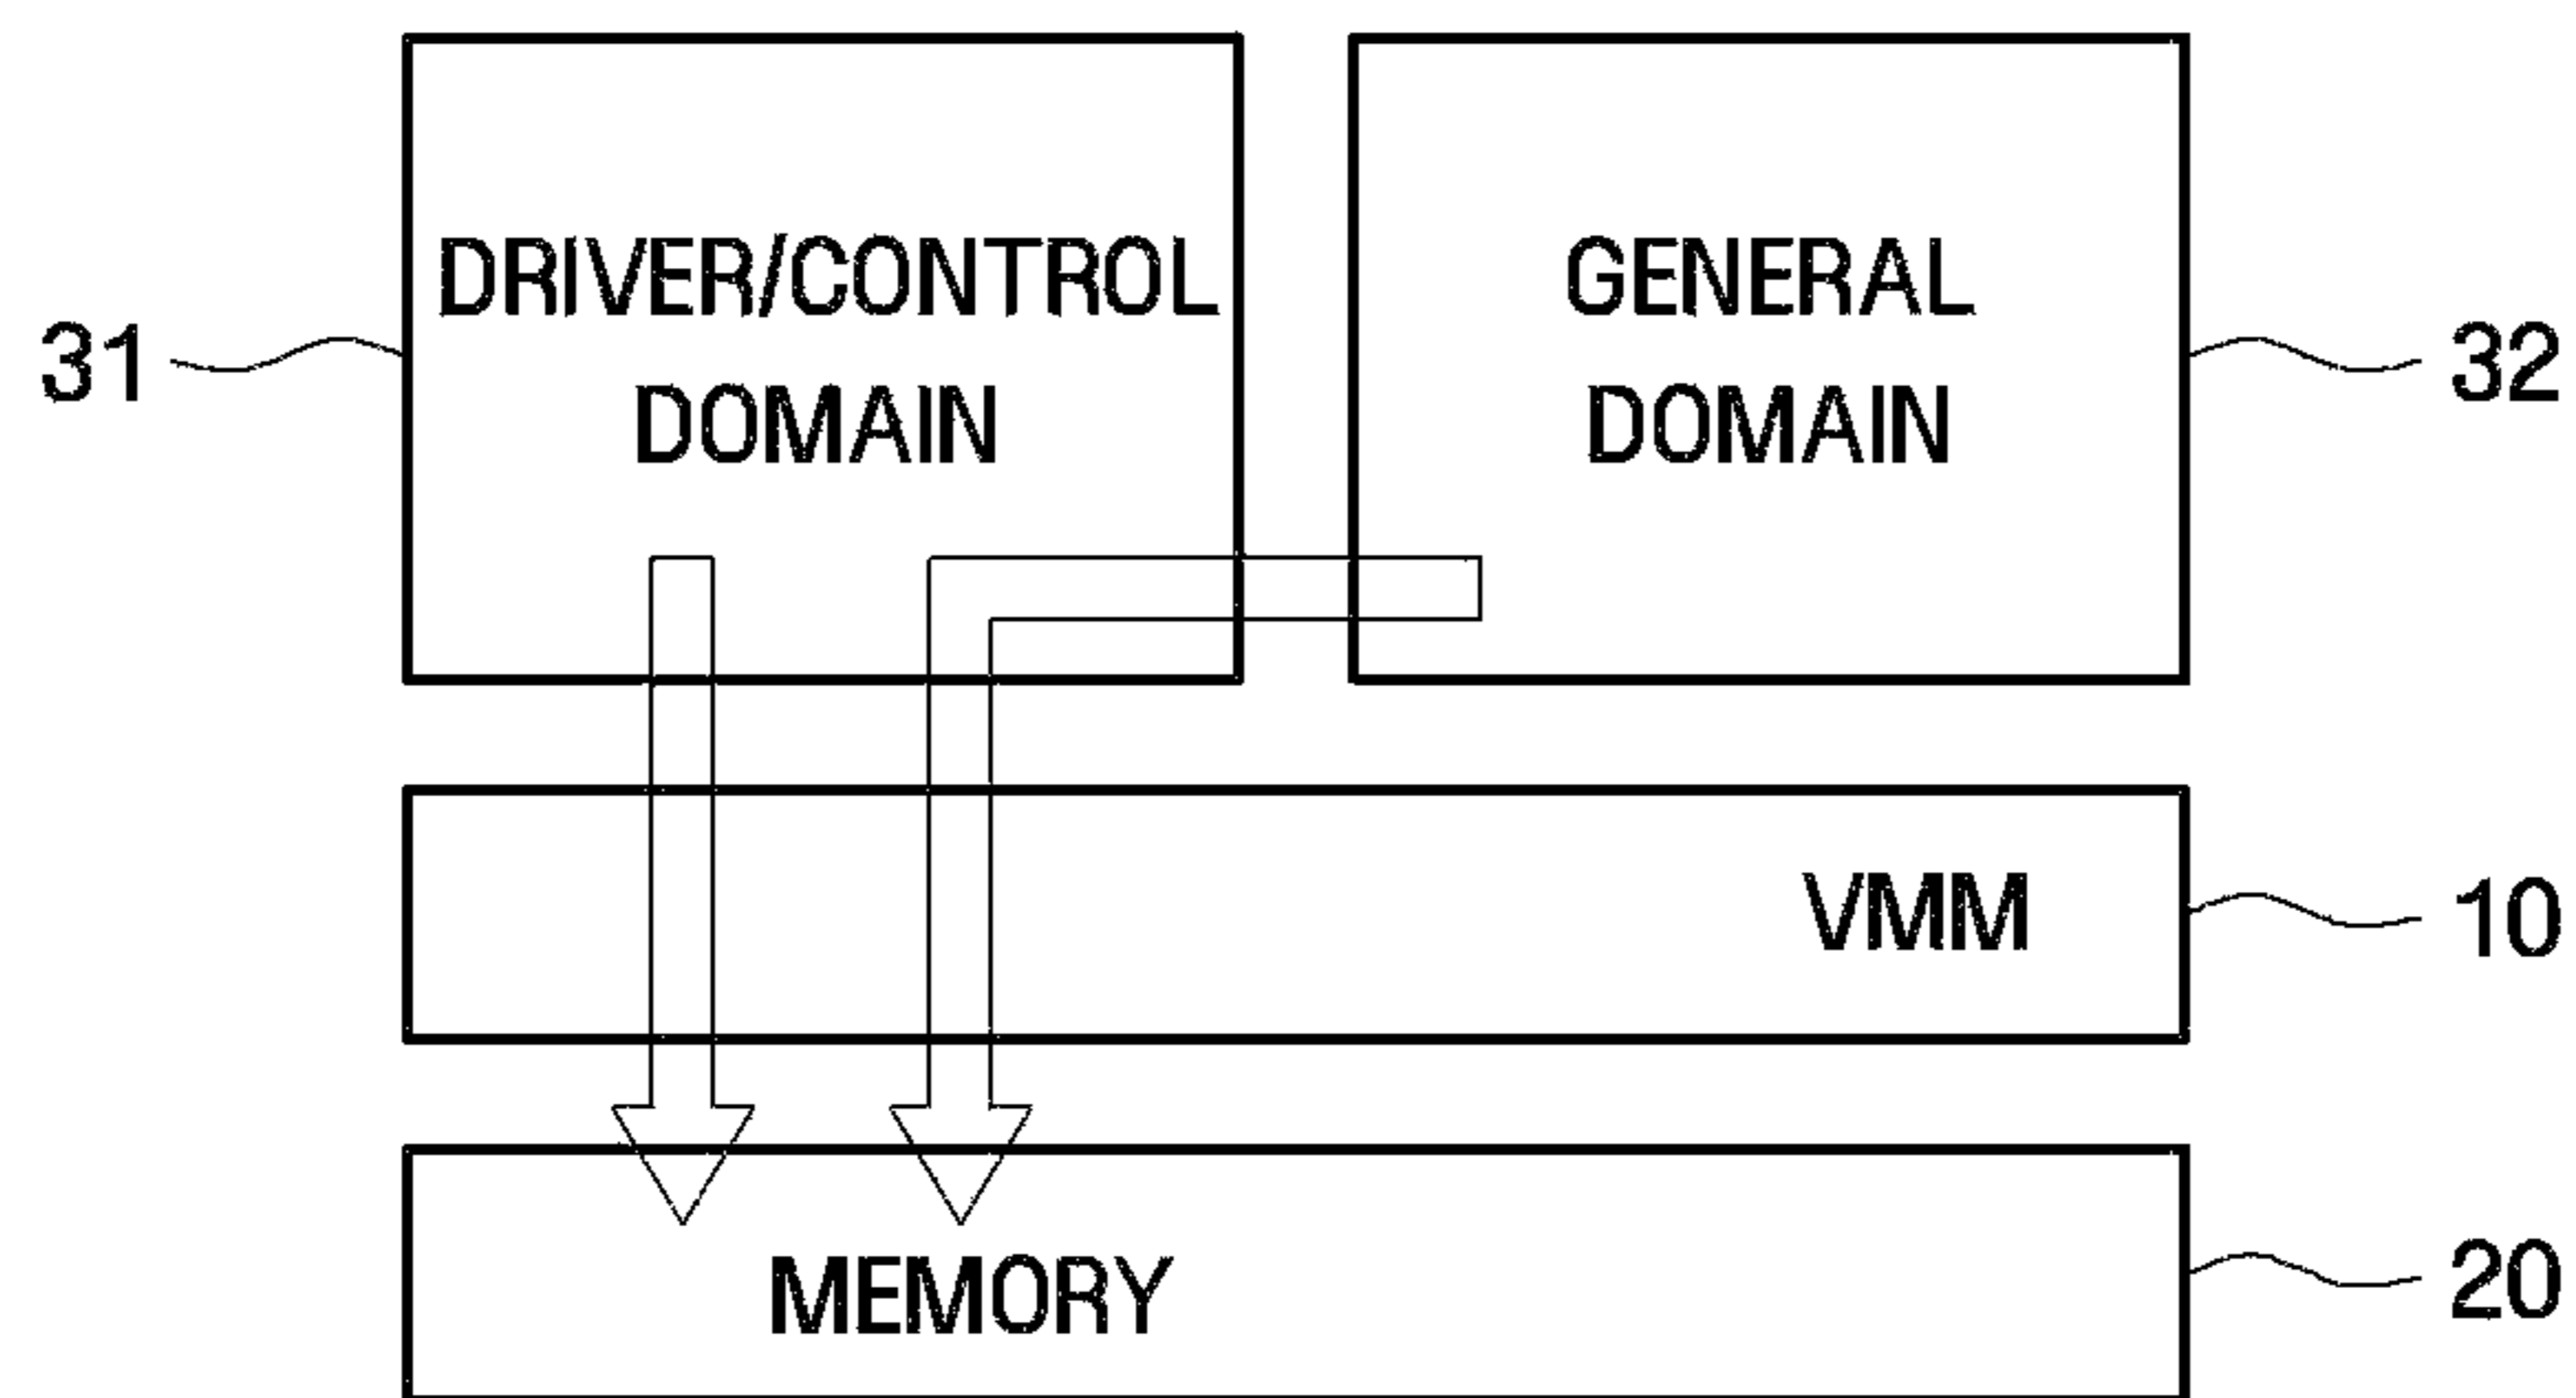 DRIVER/CONTROL
DOMAIN
GENERAL
DOMAIN
31
32
VMM
10
MEMORY
20